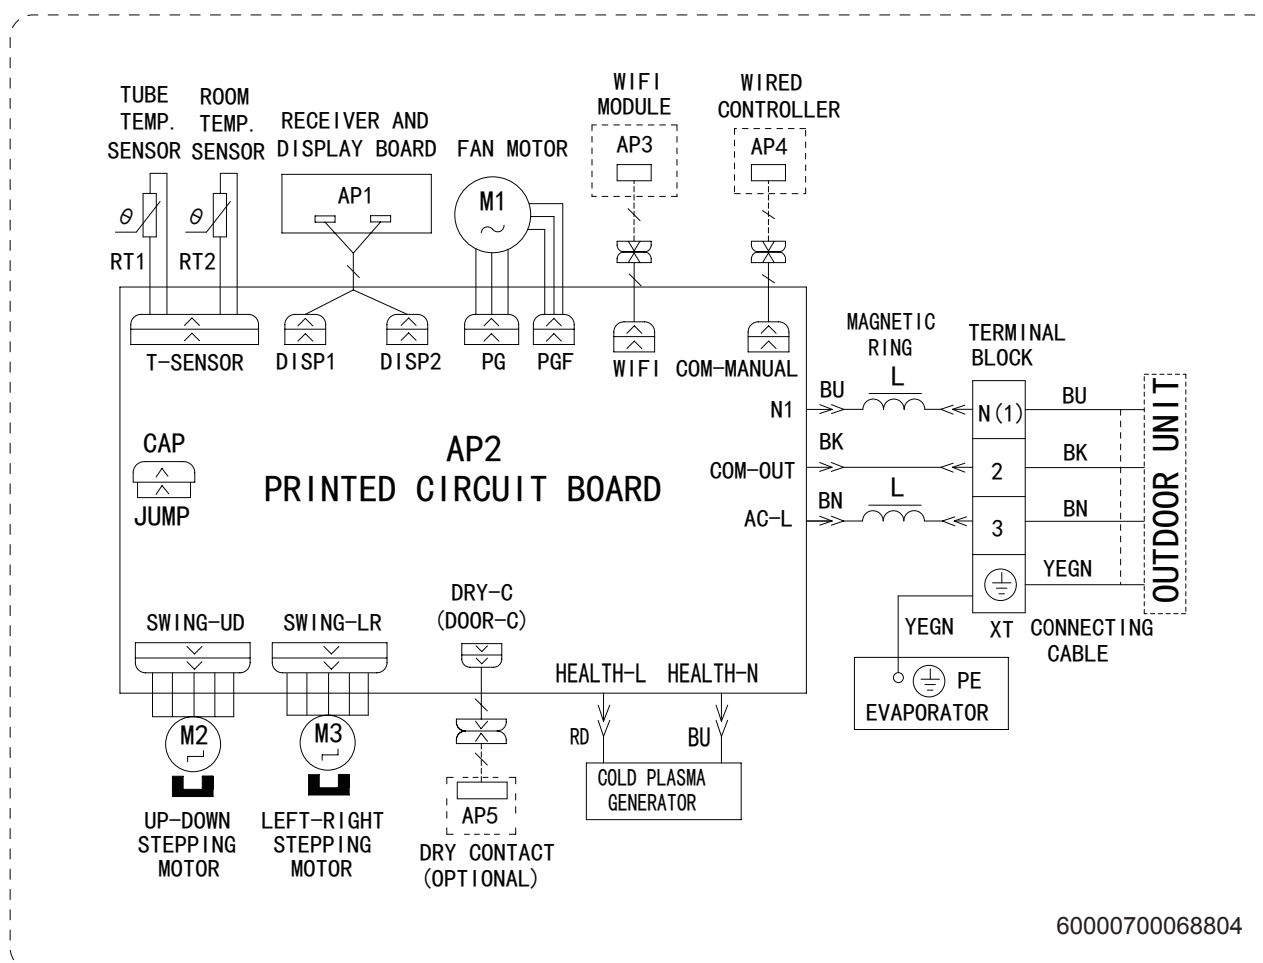 TUBE
TEMP.
SENSOR
ROOM
TEMP.
SENSOR
RECEIVER AND
DISPLAY BOARD
FAN MOTOR
WIFI
MODULE
WIRED
CONTROLLER
AP1
M1
AP3
AP4
θ
θ
RT1
RT2
T-SENSOR
DISP1
DISP2
PG
PGF
WIFI
COM-MANUAL
MAGNETIC
RING
TERMINAL
BLOCK
N1
BU
L
N(1)
BU
CAP
JUMP
AP2
PRINTED CIRCUIT BOARD
COM-OUT
BK
2
BK
AC-L
BN
L
3
BN
YEGN
OUTDOOR UNIT
XT
CONNECTING
CABLE
YEGN
PE
EVAPORATOR
SWING-UD
SWING-LR
DRY-C
(DOOR-C)
HEALTH-L
HEALTH-N
M2
M3
RD
BU
COLD PLASMA
GENERATOR
AP5
UP-DOWN
STEPPING
MOTOR
LEFT-RIGHT
STEPPING
MOTOR
DRY CONTACT
(OPTIONAL)
60000700068804